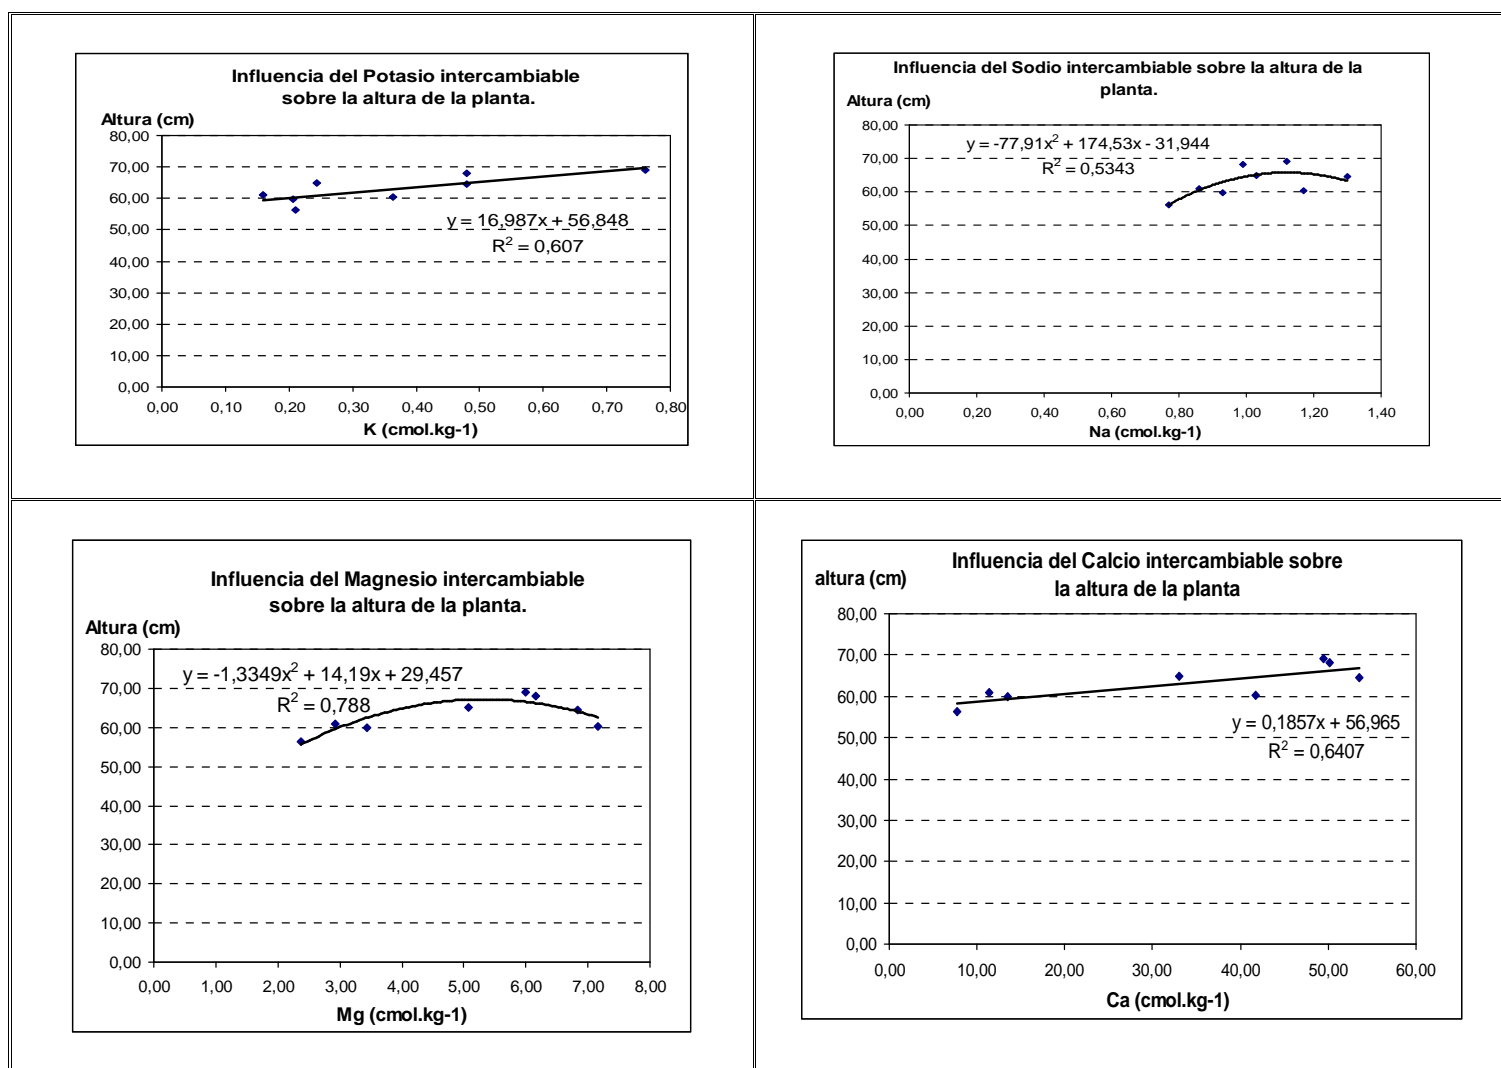 Influencia del Potasio intercambiable
sobre la altura de la planta.
Altura (cm)
80,00
70,00
60,00
50,00
40,00
30,00
20,00
10,00
0,00
y = 16,987x + 56,848
R² = 0,607
0,00 0,10 0,20 0,30 0,40 0,50 0,60 0,70 0,80
K (cmol.kg-1)
Influencia del Sodio intercambiable sobre la altura de la
planta.
Altura (cm)
80,00
70,00
60,00
50,00
40,00
30,00
20,00
10,00
0,00
y = -77,91x² + 174,53x - 31,944
R² = 0,5343
0,00 0,20 0,40 0,60 0,80 1,00 1,20 1,40
Na (cmol.kg-1)
Influencia del Magnesio intercambiable
sobre la altura de la planta.
Altura (cm)
80,00
70,00
60,00
50,00
40,00
30,00
20,00
10,00
0,00
y = -1,3349x² + 14,19x + 29,457
R² = 0,788
0,00 1,00 2,00 3,00 4,00 5,00 6,00 7,00 8,00
Mg (cmol.kg-1)
Influencia del Calcio intercambiable sobre
la altura de la planta
altura (cm)
80,00
70,00
60,00
50,00
40,00
30,00
20,00
10,00
0,00
y = 0,1857x + 56,965
R² = 0,6407
0,00 10,00 20,00 30,00 40,00 50,00 60,00
Ca (cmol.kg-1)